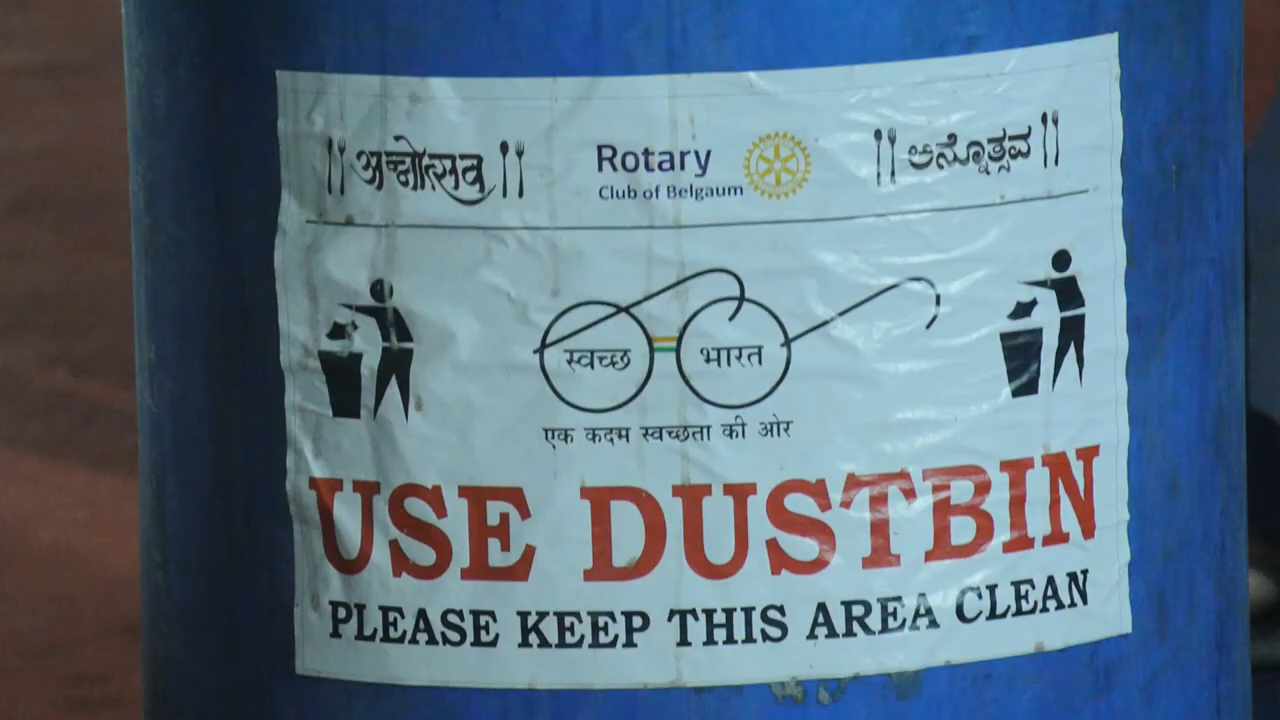 अन्नोत्सव
Rotary
Club of Belgaum
ಅನ್ನೋತ್ಸವ
स्वच्छ भारत
एक कदम स्वच्छता की ओर
USE DUSTBIN
PLEASE KEEP THIS AREA CLEAN